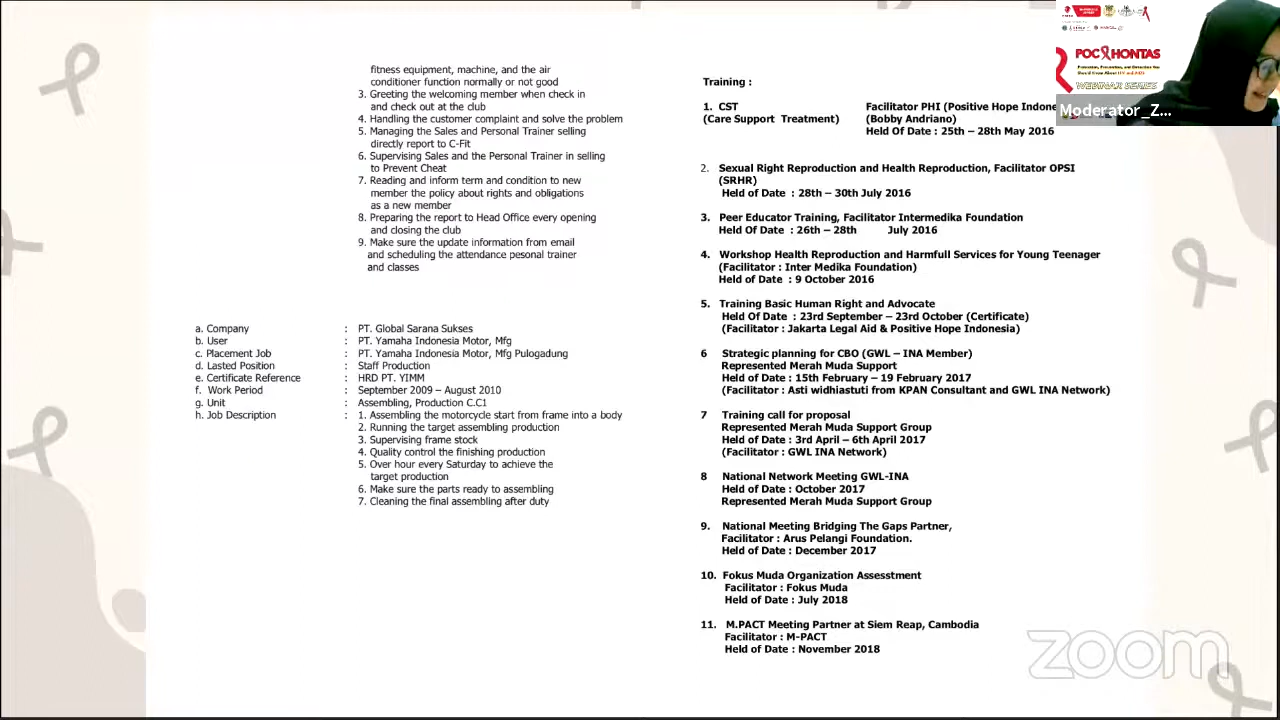 fitness equipment, machine, and the air
conditioner function normally or not good
3. Greeting the welcoming member when check in
and check out at the club
4. Handling the customer complaint and solve the problem
5. Managing the Sales and Personal Trainer selling
directly report to C-Fit
6. Supervising Sales and the Personal Trainer in selling
to Prevent Cheat
7. Reading and inform term and condition to new
member the policy about rights and obligations
as a new member
8. Preparing the report to Head Office every opening
and closing the club
9. Make sure the update information from email
and scheduling the attendance pesonal trainer
and classes
a. Company : PT. Global Sarana Sukses
b. User : PT. Yamaha Indonesia Motor, Mfg
c. Placement Job : PT. Yamaha Indonesia Motor, Mfg Pulogadung
d. Lasted Position : Staff Production
e. Certificate Reference : HRD PT. YIMM
f. Work Period : September 2009 – August 2010
g. Unit : Assembling, Production C.C1
h. Job Description : 1. Assembling the motorcycle start from frame into a body
2. Running the target assembling production
3. Supervising frame stock
4. Quality control the finishing production
5. Over hour every Saturday to achieve the
target production
6. Make sure the parts ready to assembling
7. Cleaning the final assembling after duty
Training :
1. CST Facilitator PHI (Positive Hope Indone
(Care Support Treatment) (Bobby Andriano)
Held Of Date : 25th – 28th May 2016
2. Sexual Right Reproduction and Health Reproduction, Facilitator OPSI
(SRHR)
Held of Date : 28th – 30th July 2016
3. Peer Educator Training, Facilitator Intermedika Foundation
Held Of Date : 26th – 28th July 2016
4. Workshop Health Reproduction and Harmfull Services for Young Teenager
(Facilitator : Inter Medika Foundation)
Held of Date : 9 October 2016
5. Training Basic Human Right and Advocate
Held Of Date : 23rd September – 23rd October (Certificate)
(Facilitator : Jakarta Legal Aid & Positive Hope Indonesia)
6 Strategic planning for CBO (GWL – INA Member)
Represented Merah Muda Support
Held of Date : 15th February – 19 February 2017
(Facilitator : Asti widhiastuti from KPAN Consultant and GWL INA Network)
7 Training call for proposal
Represented Merah Muda Support Group
Held of Date : 3rd April – 6th April 2017
(Facilitator : GWL INA Network)
8 National Network Meeting GWL-INA
Held of Date : October 2017
Represented Merah Muda Support Group
9. National Meeting Bridging The Gaps Partner,
Facilitator : Arus Pelangi Foundation.
Held of Date : December 2017
10. Fokus Muda Organization Assesstment
Facilitator : Fokus Muda
Held of Date : July 2018
11. M.PACT Meeting Partner at Siem Reap, Cambodia
Facilitator : M-PACT
Held of Date : November 2018
POCAHONTAS
WEBINAR SERIES
Moderator_Z...
zoom